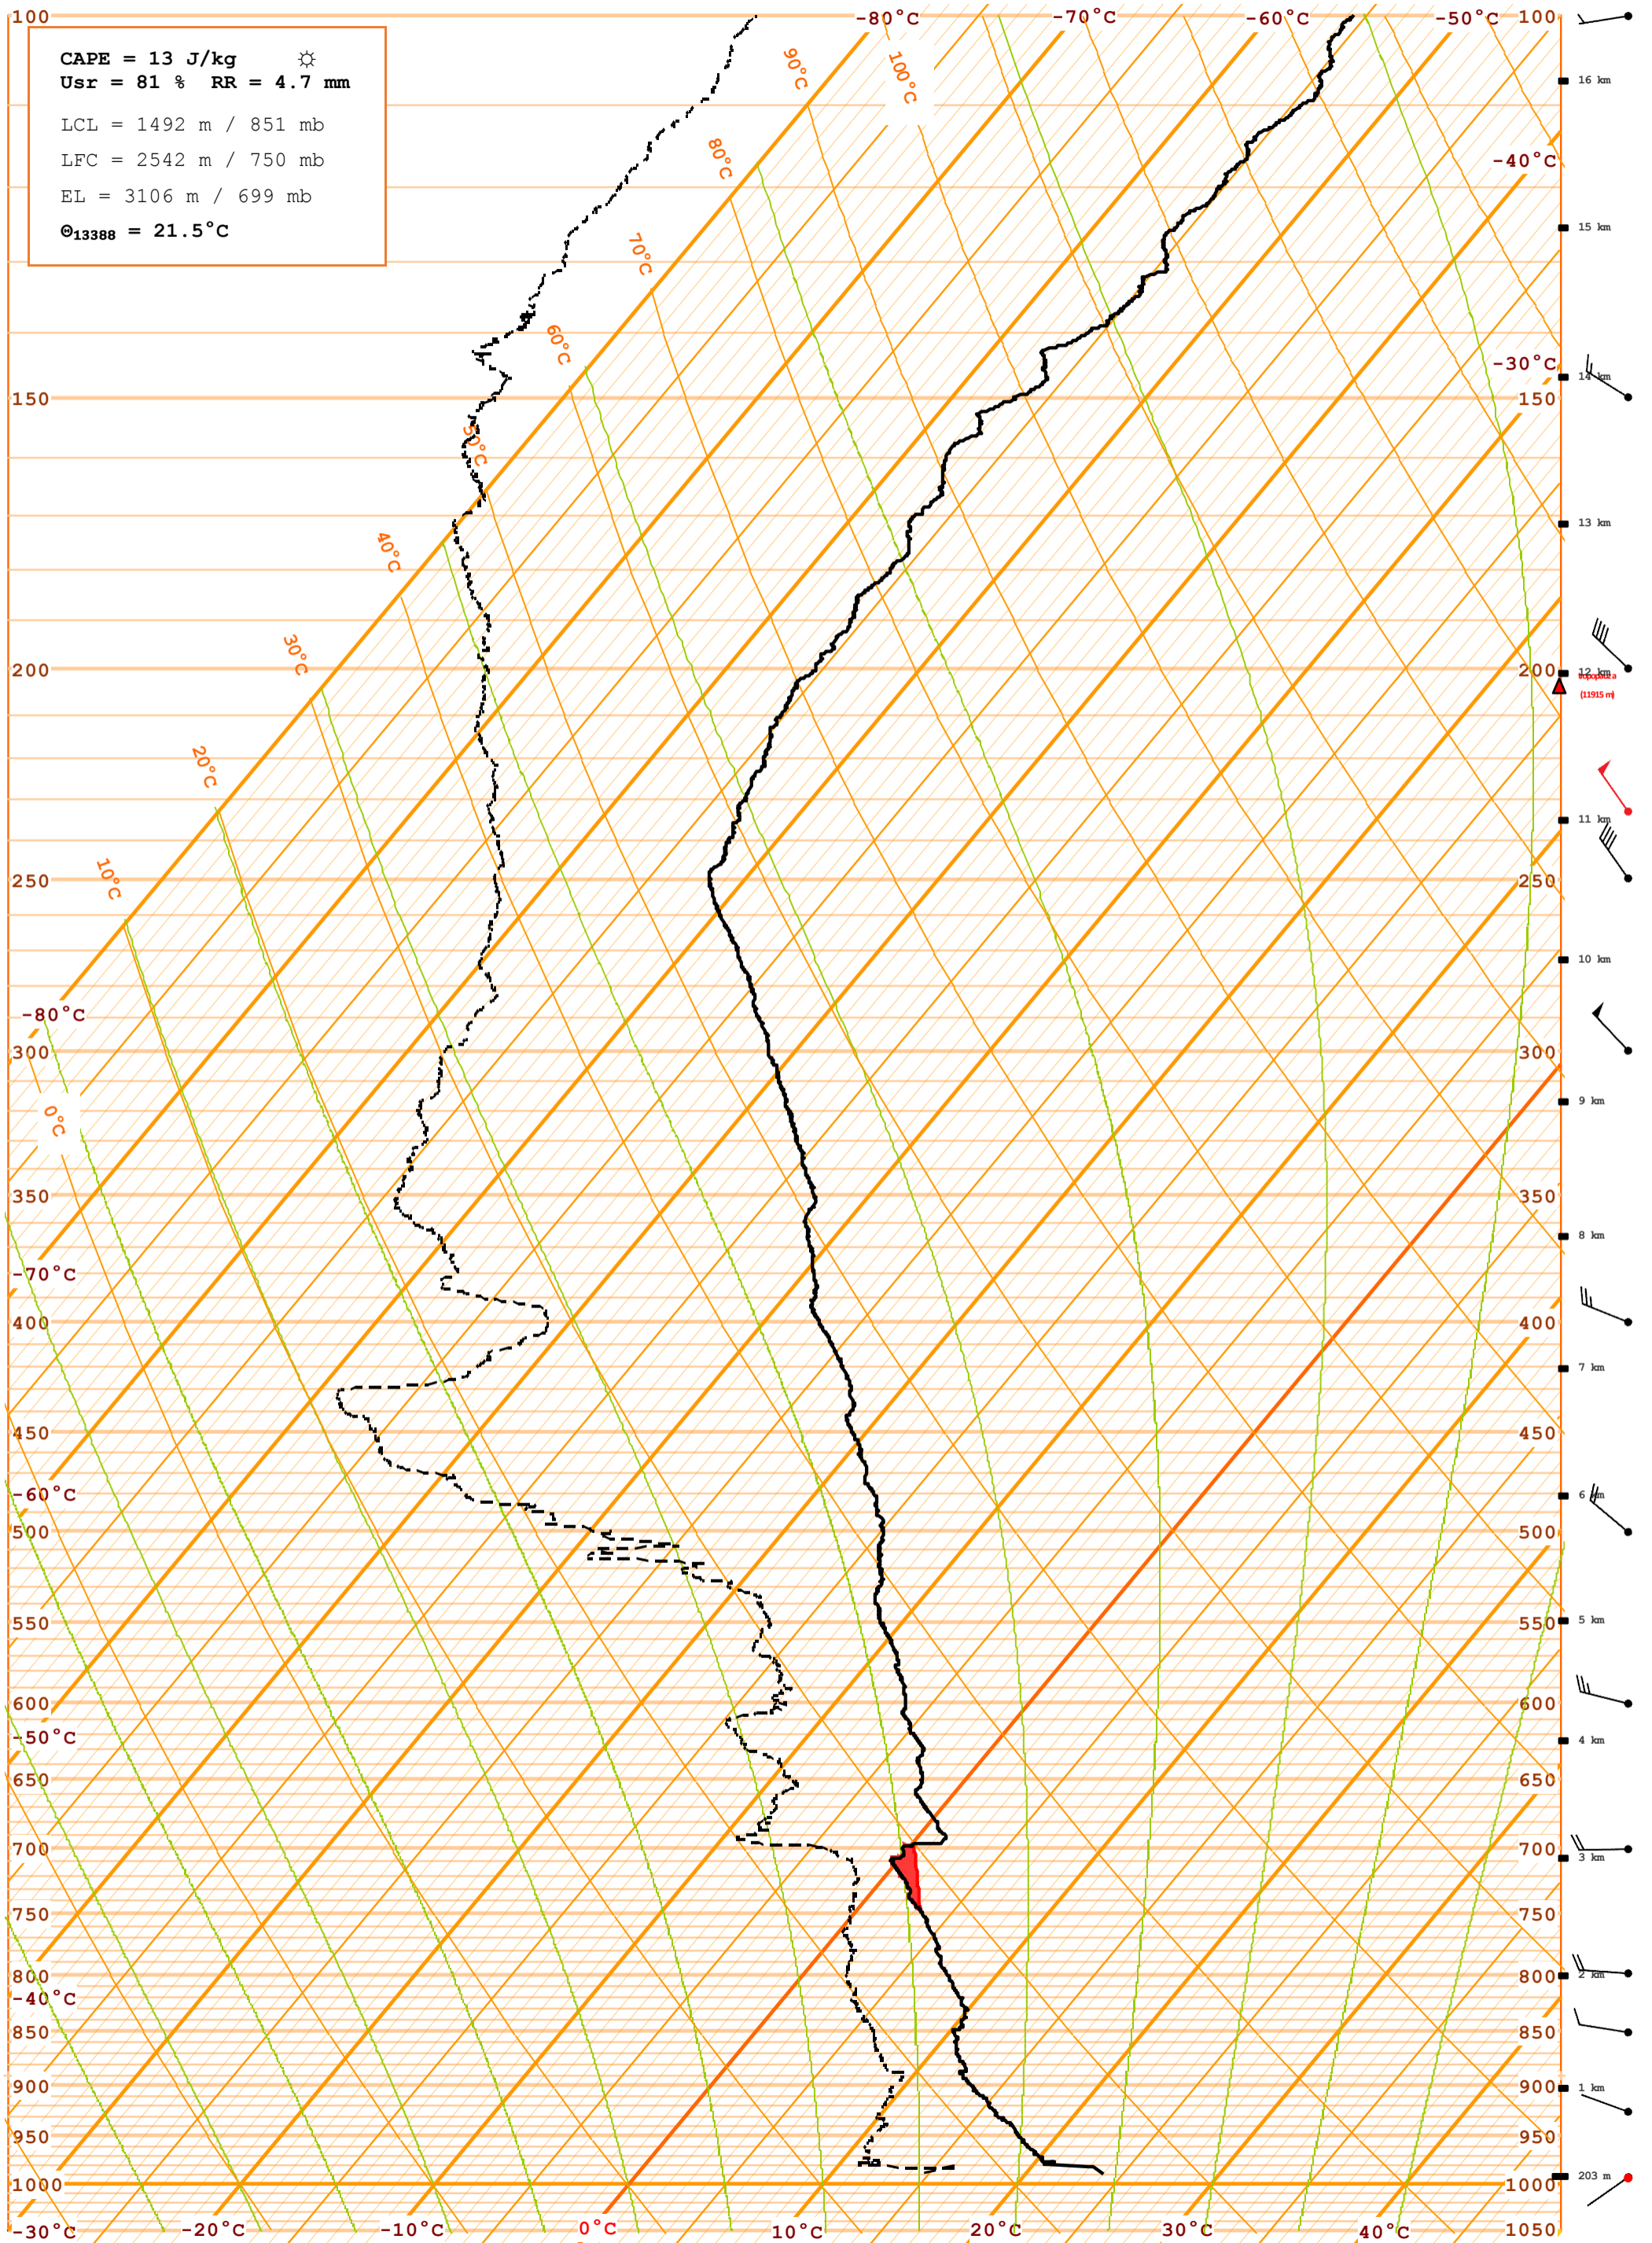 100
-80°C
-70°C
-60°C
-50°C
100
CAPE = 13 J/kg ☼
Usr = 81 % RR = 4.7 mm
LCL = 1492 m / 851 mb
LFC = 2542 m / 750 mb
EL = 3106 m / 699 mb
Θ13388 = 21.5°C
90°C
100°C
16 km
80°C
-40°C
15 km
70°C
60°C
-30°C
14 km
150
150
50°C
13 km
40°C
30°C
200
200
12 km
(11915 m)
20°C
11 km
10°C
250
250
10 km
-80°C
300
300
9 km
0°C
350
350
8 km
-70°C
400
400
7 km
450
450
-60°C
6 km
500
500
550
550
5 km
600
600
-50°C
4 km
650
650
700
700
3 km
750
750
800
800
2 km
-40°C
850
850
900
900
1 km
950
950
203 m
1000
1000
-30°C
-20°C
-10°C
0°C
10°C
20°C
30°C
40°C
1050